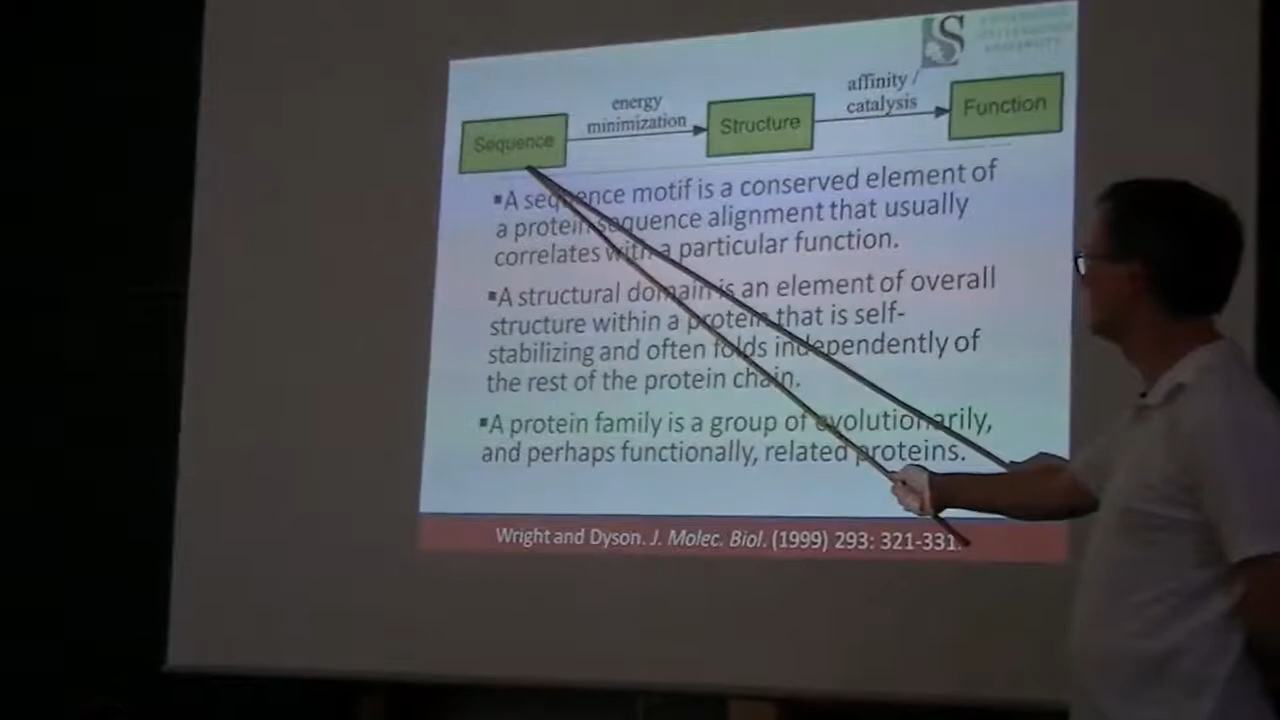 S
energy
minimization
affinity /
catalysis
Sequence
Structure
Function
▪A sequence motif is a conserved element of
a protein sequence alignment that usually
correlates with a particular function.
▪A structural domain is an element of overall
structure within a protein that is self-
stabilizing and often folds independently of
the rest of the protein chain.
▪A protein family is a group of evolutionarily,
and perhaps functionally, related proteins.
Wright and Dyson. J. Molec. Biol. (1999) 293: 321-331.